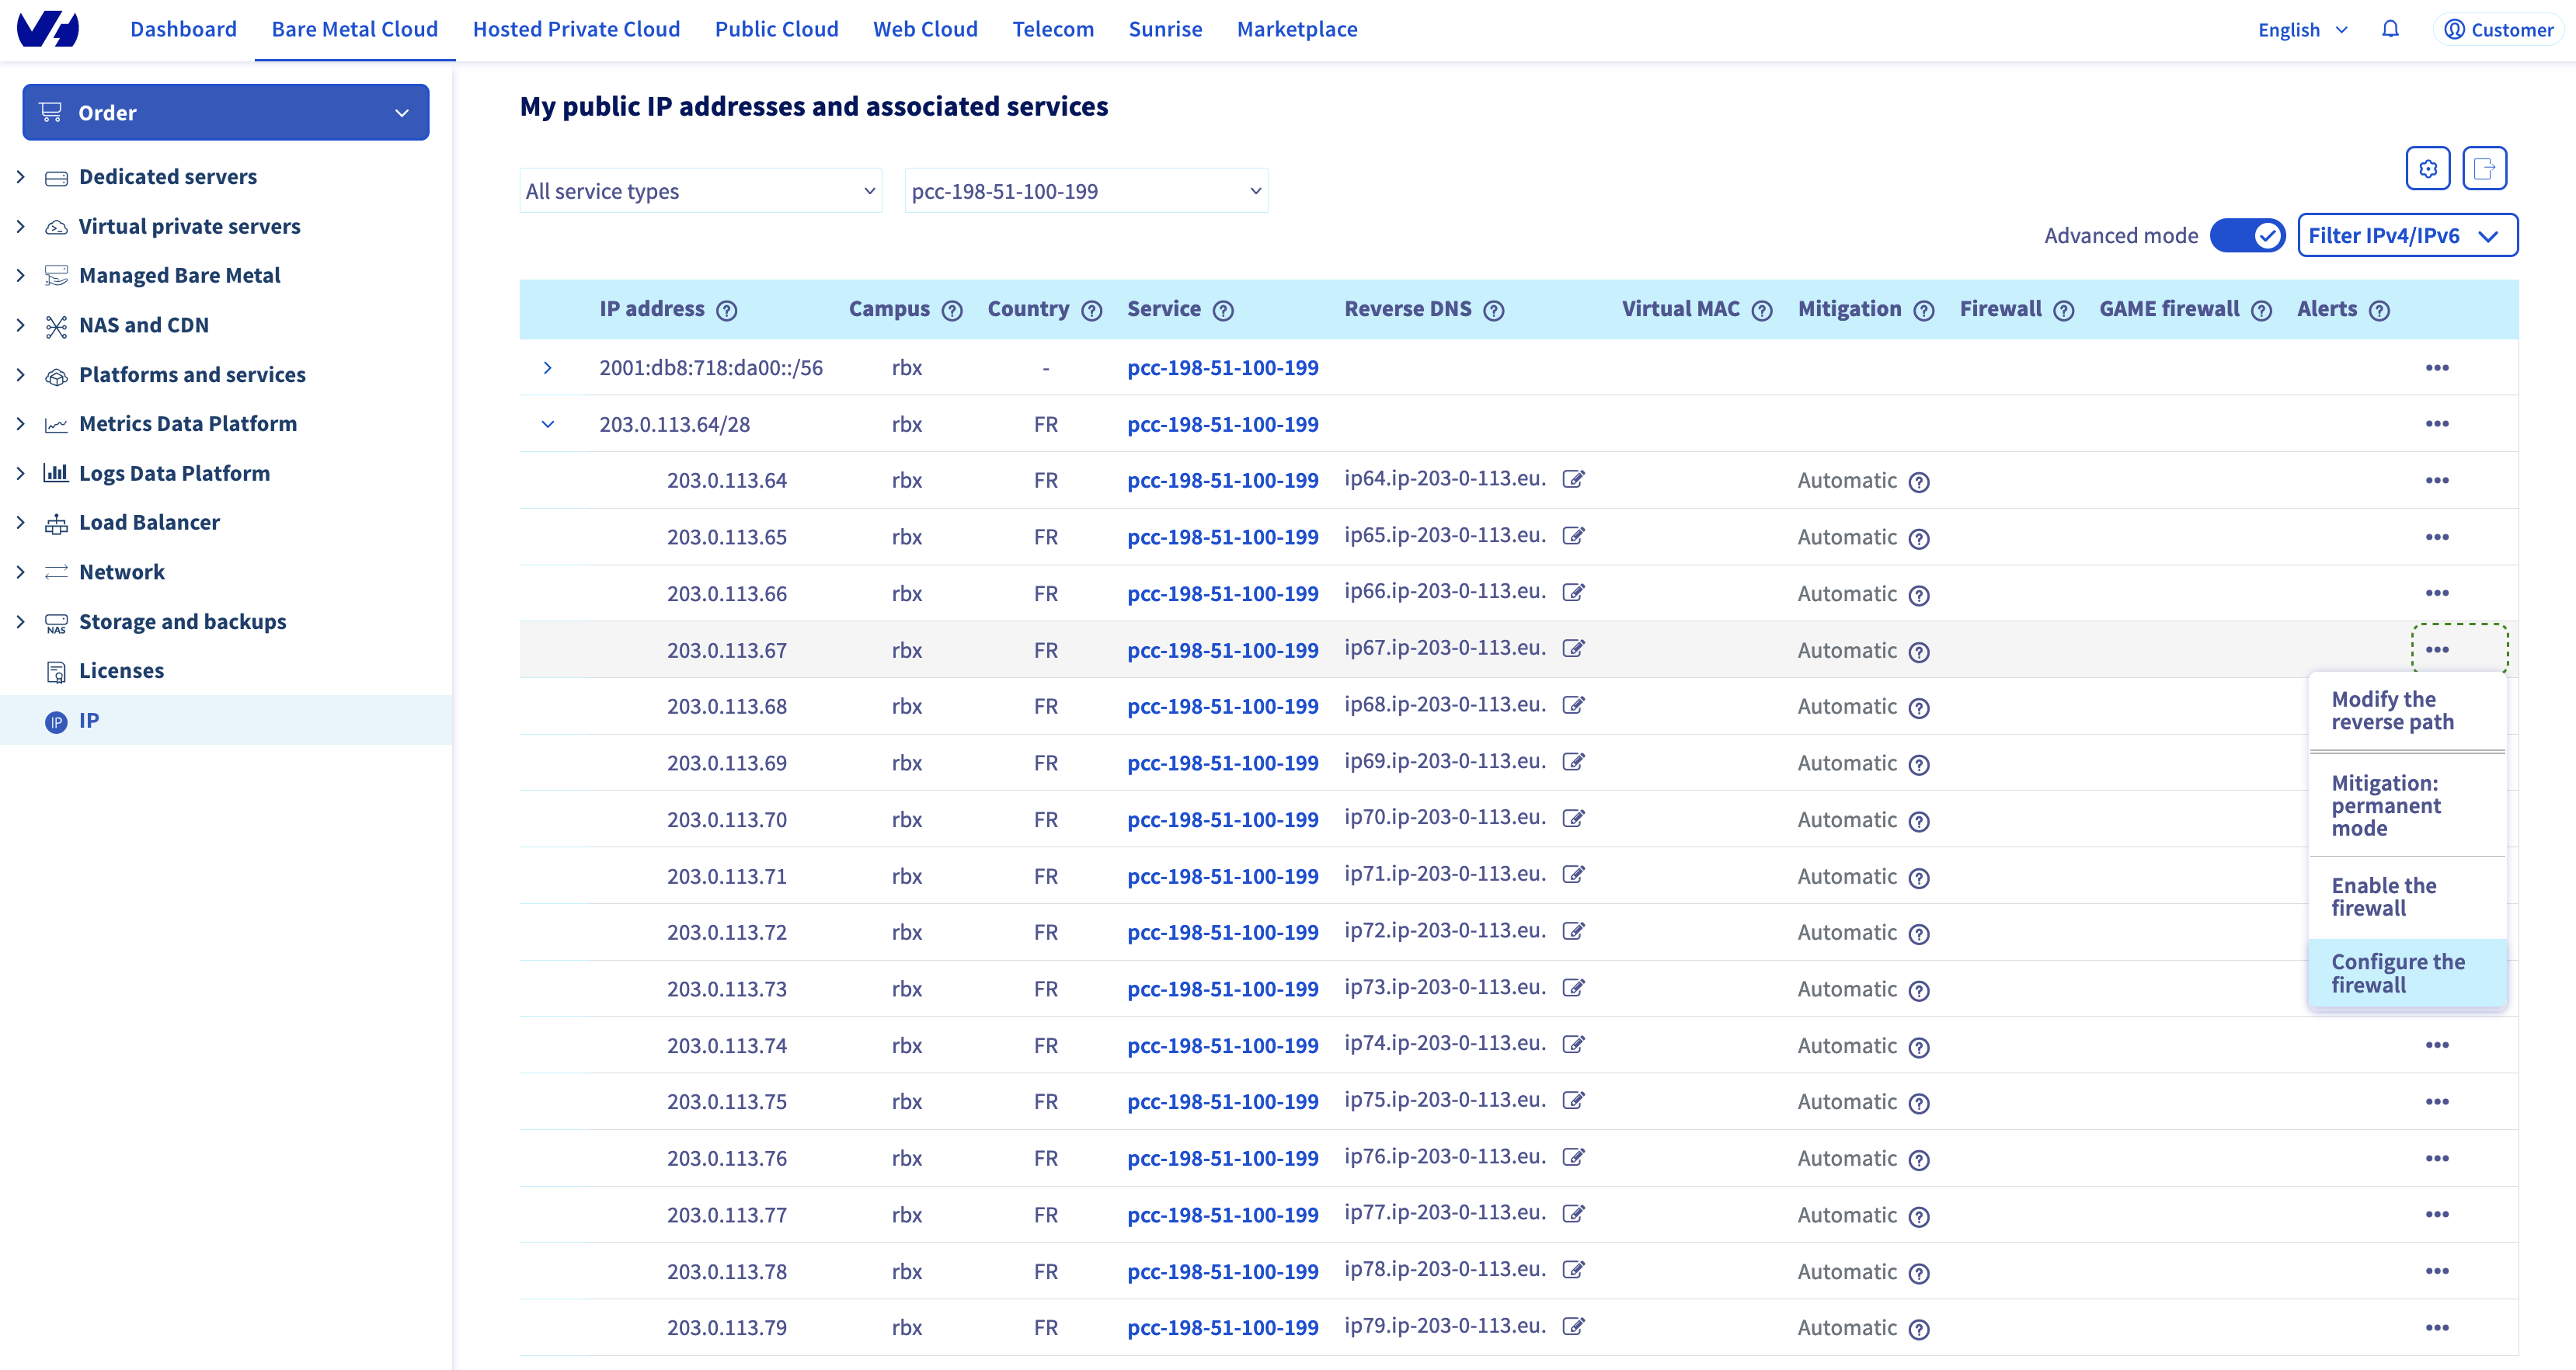 Dashboard Bare Metal Cloud Hosted Private Cloud Public Cloud Web Cloud Telecom Sunrise Marketplace English Customer
Order
Dedicated servers
Virtual private servers
Managed Bare Metal
NAS and CDN
Platforms and services
Metrics Data Platform
Logs Data Platform
Load Balancer
Network
NAS Storage and backups
Licenses
IP IP
My public IP addresses and associated services
All service types pcc-198-51-100-199
Advanced mode Filter IPv4/IPv6
IP address ? Campus ? Country ? Service ? Reverse DNS ? Virtual MAC ? Mitigation ? Firewall ? GAME firewall ? Alerts ?
2001:db8:718:da00::/56 rbx - pcc-198-51-100-199 •••
203.0.113.64/28 rbx FR pcc-198-51-100-199 •••
203.0.113.64 rbx FR pcc-198-51-100-199 ip64.ip-203-0-113.eu. Automatic ? •••
203.0.113.65 rbx FR pcc-198-51-100-199 ip65.ip-203-0-113.eu. Automatic ? •••
203.0.113.66 rbx FR pcc-198-51-100-199 ip66.ip-203-0-113.eu. Automatic ? •••
203.0.113.67 rbx FR pcc-198-51-100-199 ip67.ip-203-0-113.eu. Automatic ? •••
203.0.113.68 rbx FR pcc-198-51-100-199 ip68.ip-203-0-113.eu. Automatic ?
203.0.113.69 rbx FR pcc-198-51-100-199 ip69.ip-203-0-113.eu. Automatic ?
203.0.113.70 rbx FR pcc-198-51-100-199 ip70.ip-203-0-113.eu. Automatic ?
203.0.113.71 rbx FR pcc-198-51-100-199 ip71.ip-203-0-113.eu. Automatic ?
203.0.113.72 rbx FR pcc-198-51-100-199 ip72.ip-203-0-113.eu. Automatic ?
203.0.113.73 rbx FR pcc-198-51-100-199 ip73.ip-203-0-113.eu. Automatic ?
203.0.113.74 rbx FR pcc-198-51-100-199 ip74.ip-203-0-113.eu. Automatic ? •••
203.0.113.75 rbx FR pcc-198-51-100-199 ip75.ip-203-0-113.eu. Automatic ? •••
203.0.113.76 rbx FR pcc-198-51-100-199 ip76.ip-203-0-113.eu. Automatic ? •••
203.0.113.77 rbx FR pcc-198-51-100-199 ip77.ip-203-0-113.eu. Automatic ? •••
203.0.113.78 rbx FR pcc-198-51-100-199 ip78.ip-203-0-113.eu. Automatic ? •••
203.0.113.79 rbx FR pcc-198-51-100-199 ip79.ip-203-0-113.eu. Automatic ? •••
Modify the
reverse path
Mitigation:
permanent
mode
Enable the
firewall
Configure the
firewall